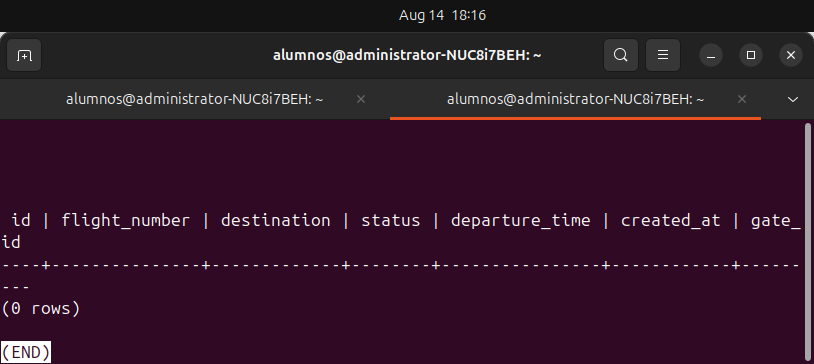 Aug 14 18:16
alumnos@administrator-NUC8i7BEH: ~
alumnos@administrator-NUC8i7BEH: ~
alumnos@administrator-NUC8i7BEH: ~
 id | flight_number | destination | status | departure_time | created_at | gate_
id
----+---------------+-------------+--------+----------------+------------+------
---
(0 rows)
(END)